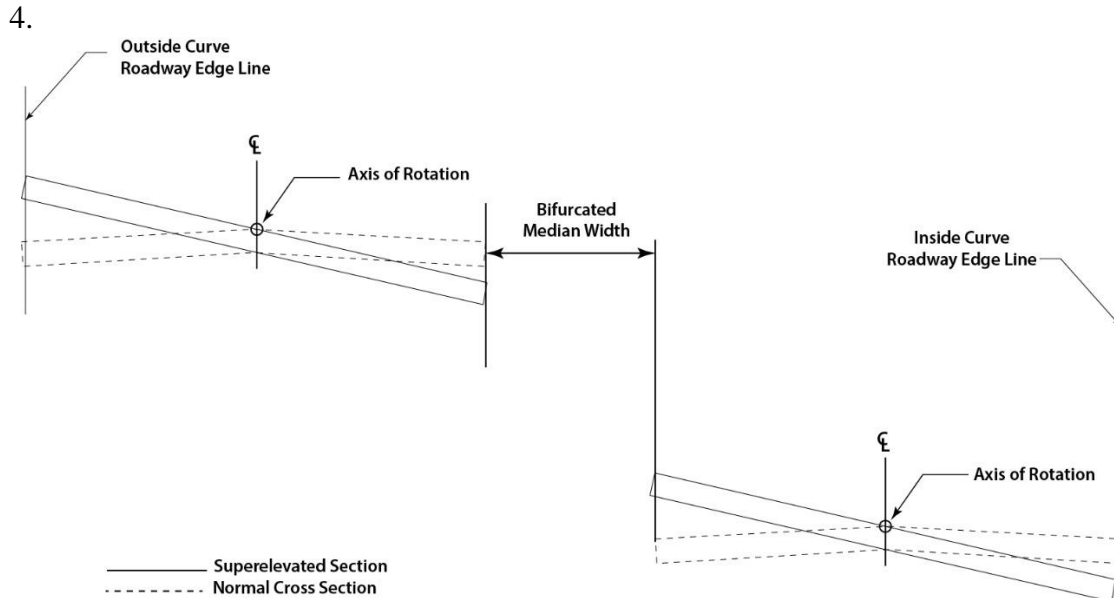 4.
Outside Curve
Roadway Edge Line
℄
Axis of Rotation
Bifurcated
Median Width
Inside Curve
Roadway Edge Line
℄
Axis of Rotation
Superelevated Section
Normal Cross Section